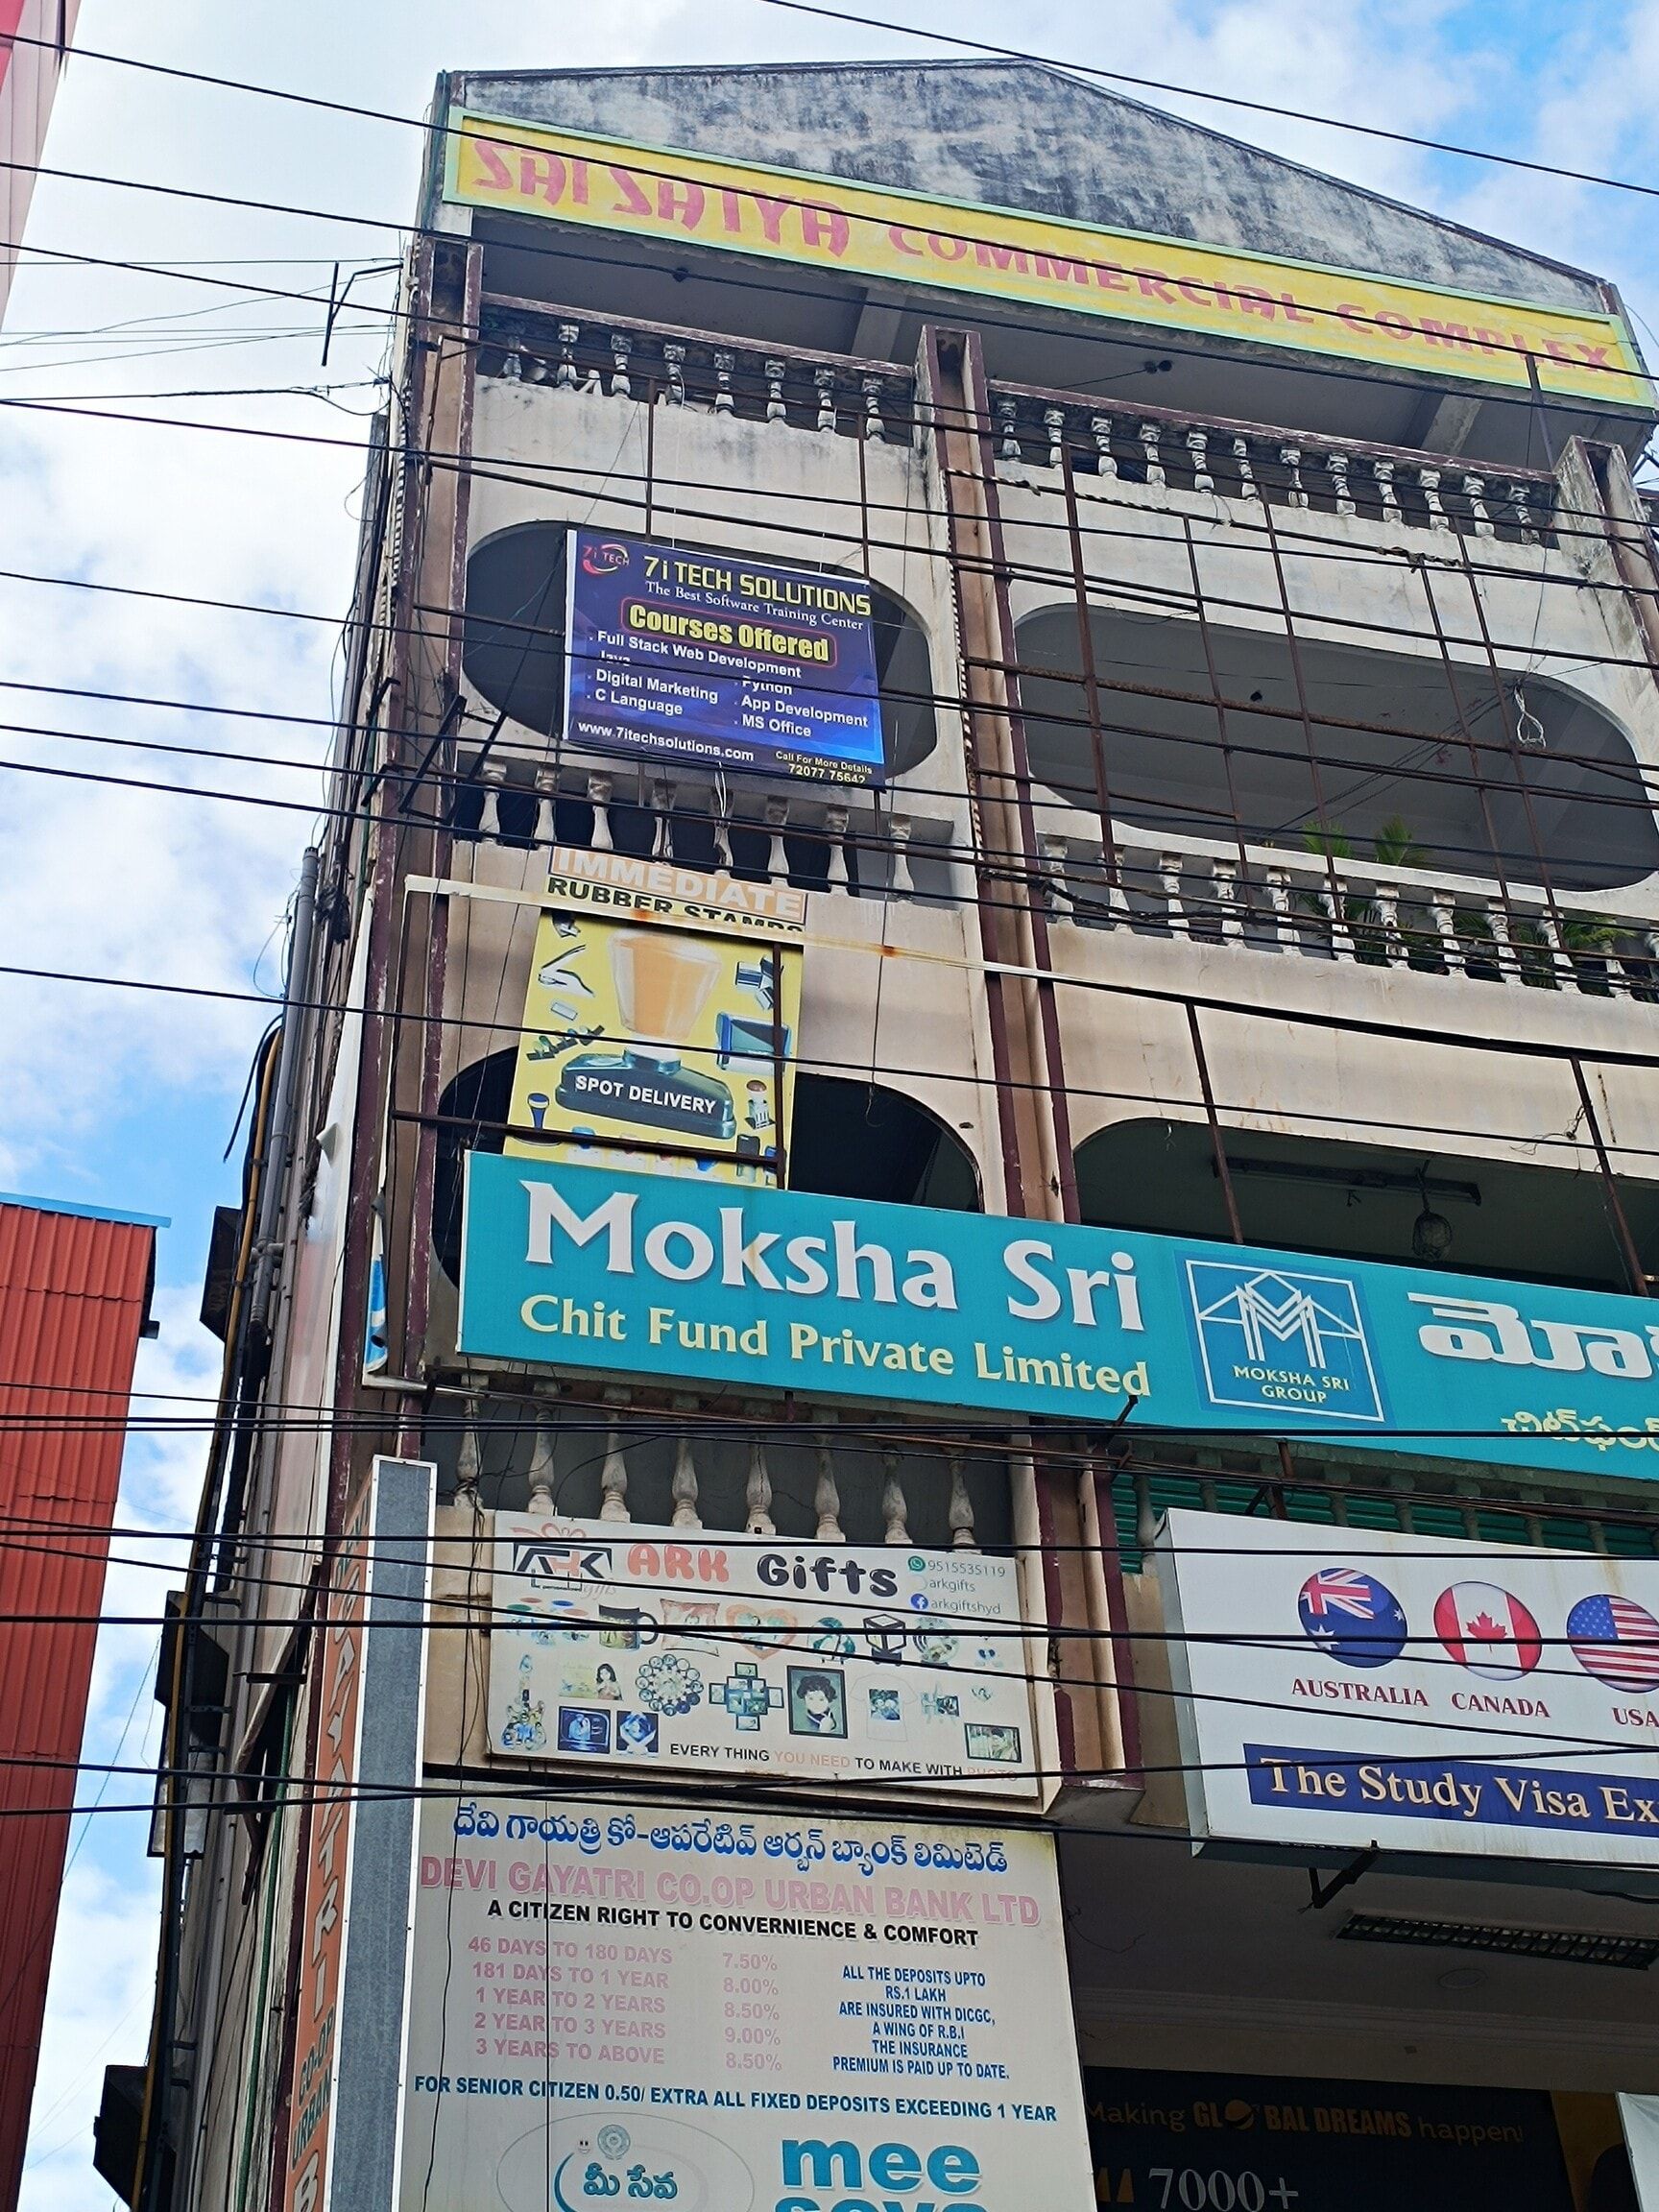 SAI SATYA COMMERCIAL COMPLEX
7i TECH
7i TECH SOLUTIONS
The Best Software Training Center
Courses Offered
. Full Stack Web Development
. Java
. Python
. Digital Marketing
. App Development
. C Language
. MS Office
www.7itechsolutions.com
Call For More Details
72077 75642
IMMEDIATE
RUBBER STAMPS
SPOT DELIVERY
Moksha Sri
Chit Fund Private Limited
MOKSHA SRI
GROUP
ARK Gifts
9515535119
arkgifts
arkgiftshyd
EVERY THING YOU NEED TO MAKE WITH PHOTO
AUSTRALIA CANADA USA
The Study Visa
దేవి గాయత్రి కో-ఆపరేటివ్ ఆర్బన్ బ్యాంక్ లిమిటెడ్
DEVI GAYATRI CO.OP URBAN BANK LTD
A CITIZEN RIGHT TO CONVERNIENCE & COMFORT
46 DAYS TO 180 DAYS 7.50%
181 DAYS TO 1 YEAR 8.00%
1 YEAR TO 2 YEARS 8.50%
2 YEAR TO 3 YEARS 9.00%
3 YEARS TO ABOVE 8.50%
ALL THE DEPOSITS UPTO
RS.1 LAKH
ARE INSURED WITH DICGC,
A WING OF R.B.I
THE INSURANCE
PREMIUM IS PAID UP TO DATE.
FOR SENIOR CITIZEN 0.50/ EXTRA ALL FIXED DEPOSITS EXCEEDING 1 YEAR
మీ సేవ
mee
seva
Making GLOBAL DREAMS happen!
7000+
CO-OP
URBAN